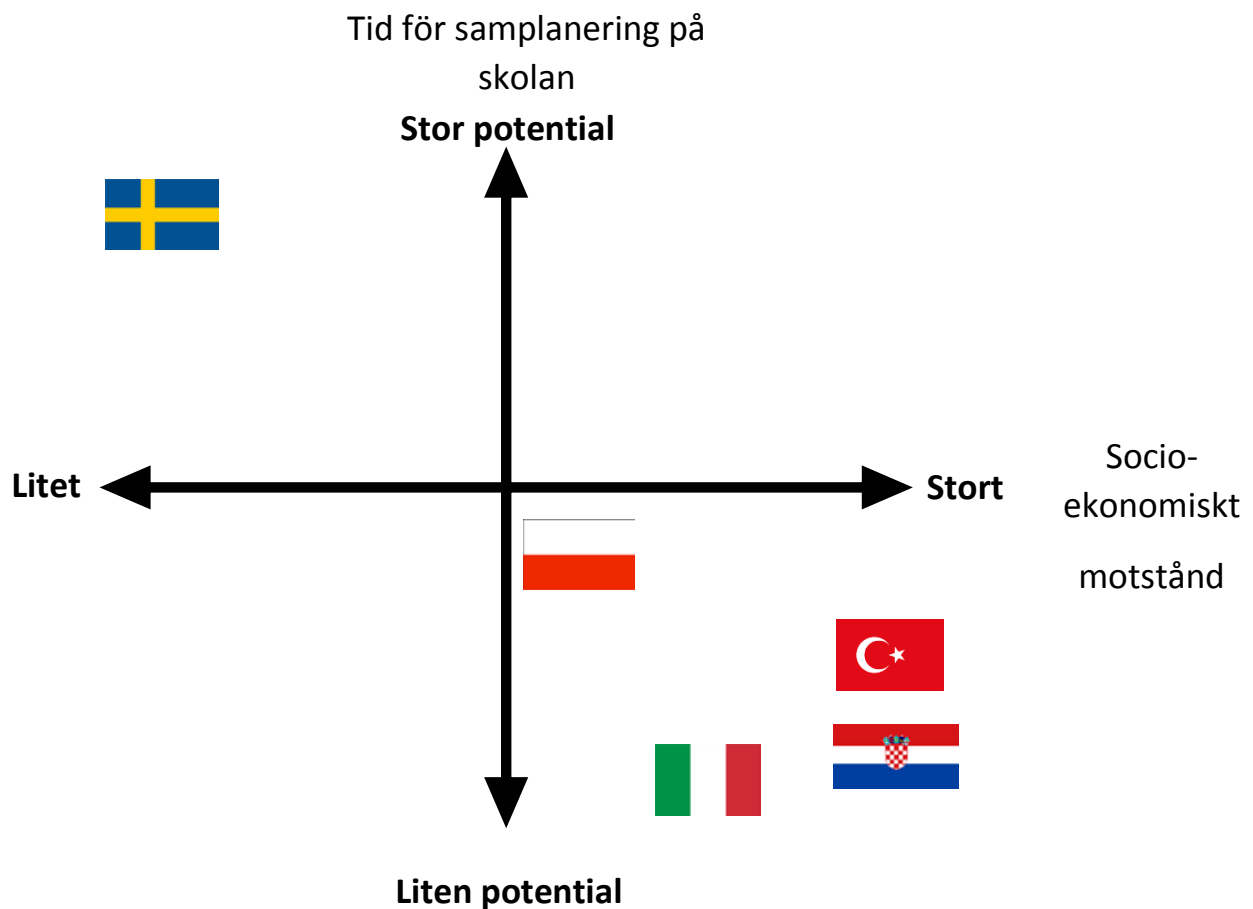 Tid för samplanering på
skolan
Stor potential
Litet
Stort
Socio-
ekonomiskt
motstånd
Liten potential